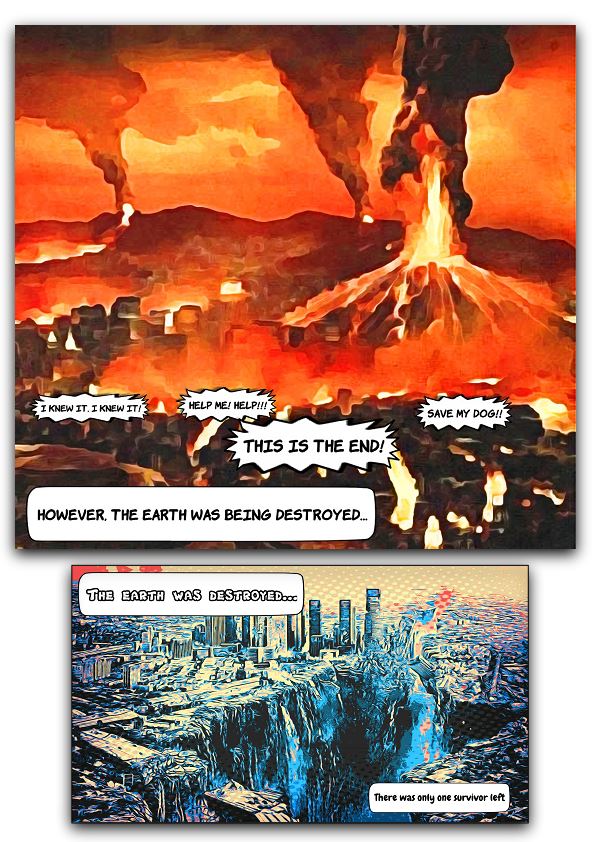 I KNEW IT. I KNEW IT!
HELP ME! HELP!!!
SAVE MY DOG!!
THIS IS THE END!
HOWEVER, THE EARTH WAS BEING DESTROYED...
THE EARTH WAS DESTROYED...
There was only one survivor left